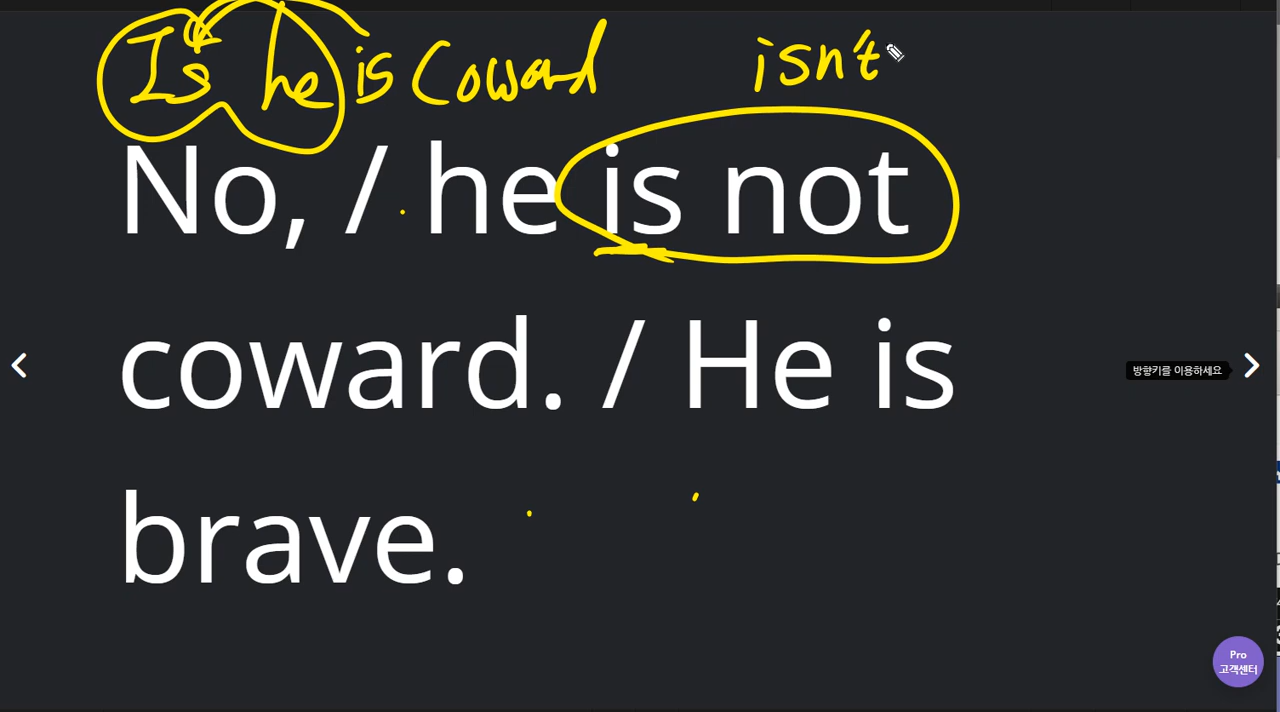 Is he is Coward isn't
No, / he is not
coward. / He is
방향키를 이용하세요
brave.
Pro
고객센터